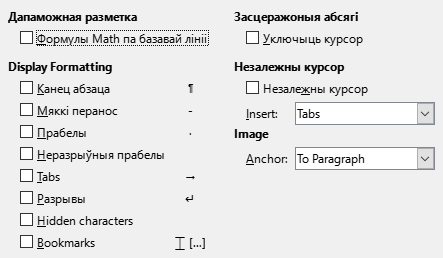 Дапаможная разметка
Формулы Math па базавай лініі
Display Formatting
Канец абзаца ¶
Мяккі перанос -
Прабелы ·
Неразрыўныя прабелы
Tabs →
Разрывы ↵
Hidden characters
Bookmarks ⌶ [...]
Засцеражоныя абсягі
Уключыць курсор
Незалежны курсор
Незалежны курсор
Insert: Tabs
Image
Anchor: To Paragraph